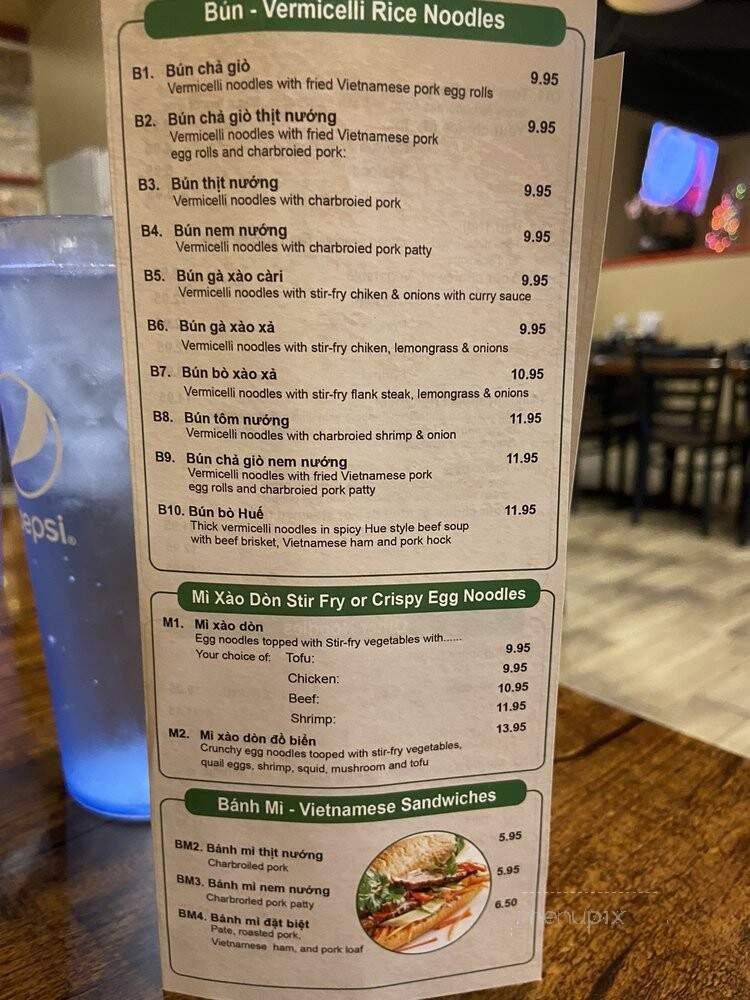 Bún - Vermicelli Rice Noodles
B1. Bún chả giò 9.95
Vermicelli noodles with fried Vietnamese pork egg rolls
B2. Bún chả giò thịt nướng 9.95
Vermicelli noodles with fried Vietnamese pork
egg rolls and charbroied pork:
B3. Bún thịt nướng 9.95
Vermicelli noodles with charbroied pork
B4. Bún nem nướng 9.95
Vermicelli noodles with charbroied pork patty
B5. Bún gà xào càri 9.95
Vermicelli noodles with stir-fry chiken & onions with curry sauce
B6. Bún gà xào xả 9.95
Vermicelli noodles with stir-fry chiken, lemongrass & onions
B7. Bún bò xào xả 10.95
Vermicelli noodles with stir-fry flank steak, lemongrass & onions
B8. Bún tôm nướng 11.95
Vermicelli noodles with charbroied shrimp & onion
B9. Bún chả giò nem nướng 11.95
Vermicelli noodles with fried Vietnamese pork
egg rolls and charbroied pork patty
B10. Bún bò Huế 11.95
Thick vermicelli noodles in spicy Hue style beef soup
with beef brisket, Vietnamese ham and pork hock
Mì Xào Dòn Stir Fry or Crispy Egg Noodles
M1. Mì xào dòn
Egg noodles topped with Stir-fry vegetables with......
Your choice of: Tofu: 9.95
Chicken: 9.95
Beef: 10.95
Shrimp: 11.95
M2. Mì xào dòn đồ biển 13.95
Crunchy egg noodles tooped with stir-fry vegetables,
quail eggs, shrimp, squid, mushroom and tofu
Bánh Mì - Vietnamese Sandwiches
BM2. Bánh mì thịt nướng 5.95
Charbroiled pork
BM3. Bánh mì nem nướng 5.95
Charbrorled pork patty
BM4. Bánh mì đặt biệt 6.50
Pate, roasted pork,
Vietnamese ham, and pork loaf
epsi
menupix